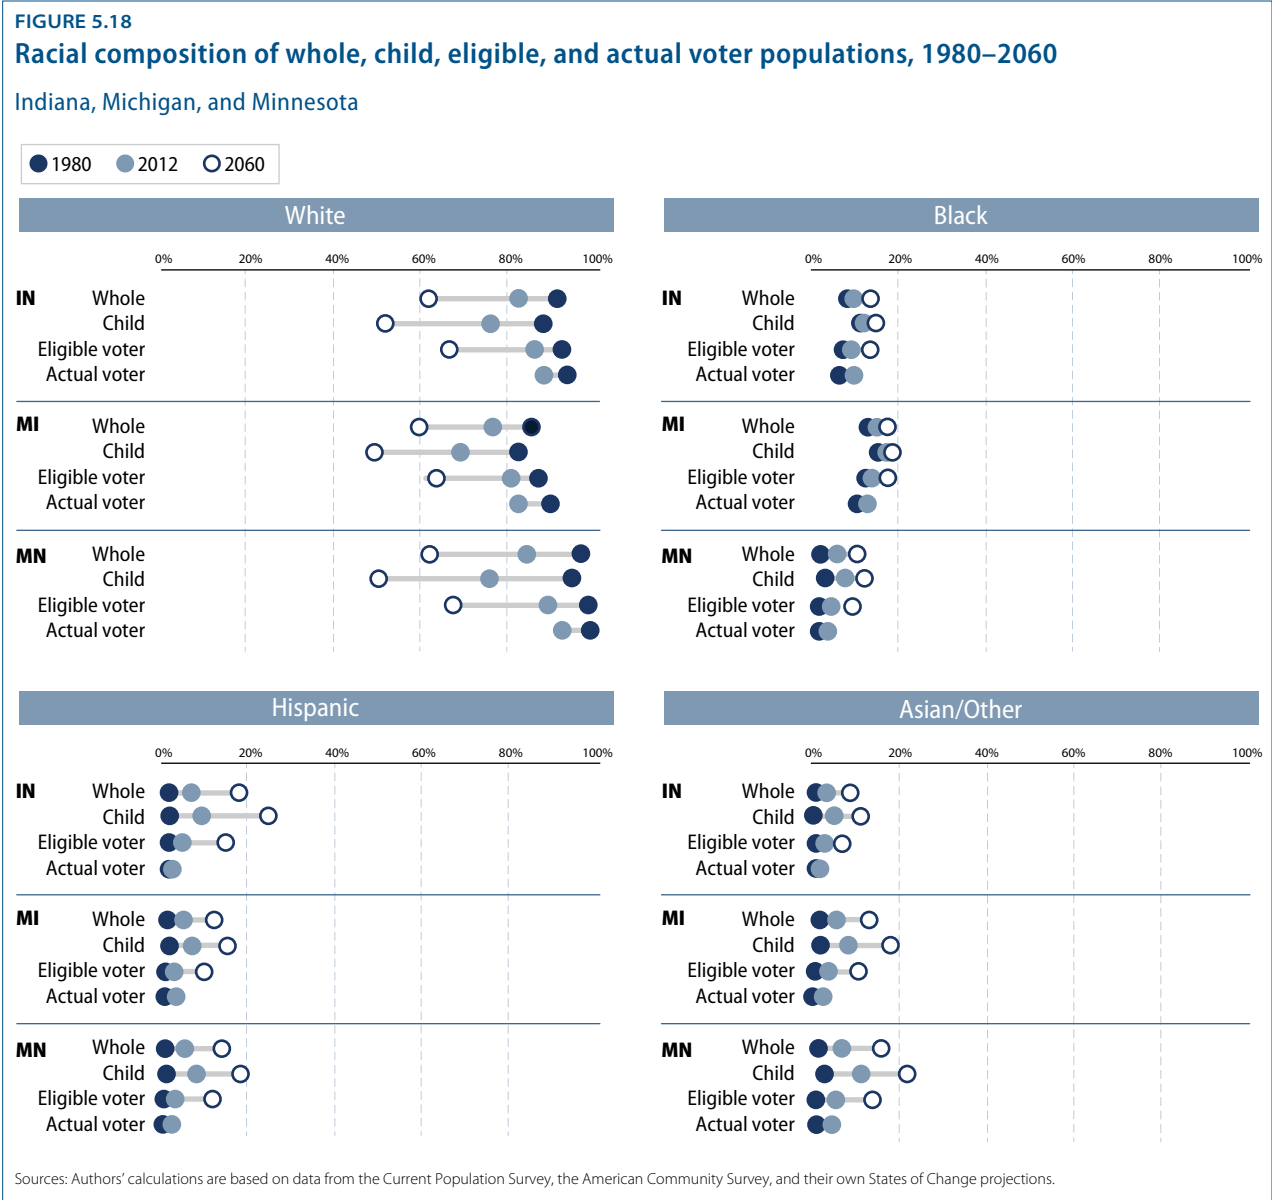 FIGURE 5.18
Racial composition of whole, child, eligible, and actual voter populations, 1980–2060
Indiana, Michigan, and Minnesota
1980 2012 2060
White
0% 20% 40% 60% 80% 100%
IN Whole
Child
Eligible voter
Actual voter
MI Whole
Child
Eligible voter
Actual voter
MN Whole
Child
Eligible voter
Actual voter
Black
0% 20% 40% 60% 80% 100%
IN Whole
Child
Eligible voter
Actual voter
MI Whole
Child
Eligible voter
Actual voter
MN Whole
Child
Eligible voter
Actual voter
Hispanic
0% 20% 40% 60% 80% 100%
IN Whole
Child
Eligible voter
Actual voter
MI Whole
Child
Eligible voter
Actual voter
MN Whole
Child
Eligible voter
Actual voter
Asian/Other
0% 20% 40% 60% 80% 100%
IN Whole
Child
Eligible voter
Actual voter
MI Whole
Child
Eligible voter
Actual voter
MN Whole
Child
Eligible voter
Actual voter
Sources: Authors’ calculations are based on data from the Current Population Survey, the American Community Survey, and their own States of Change projections.